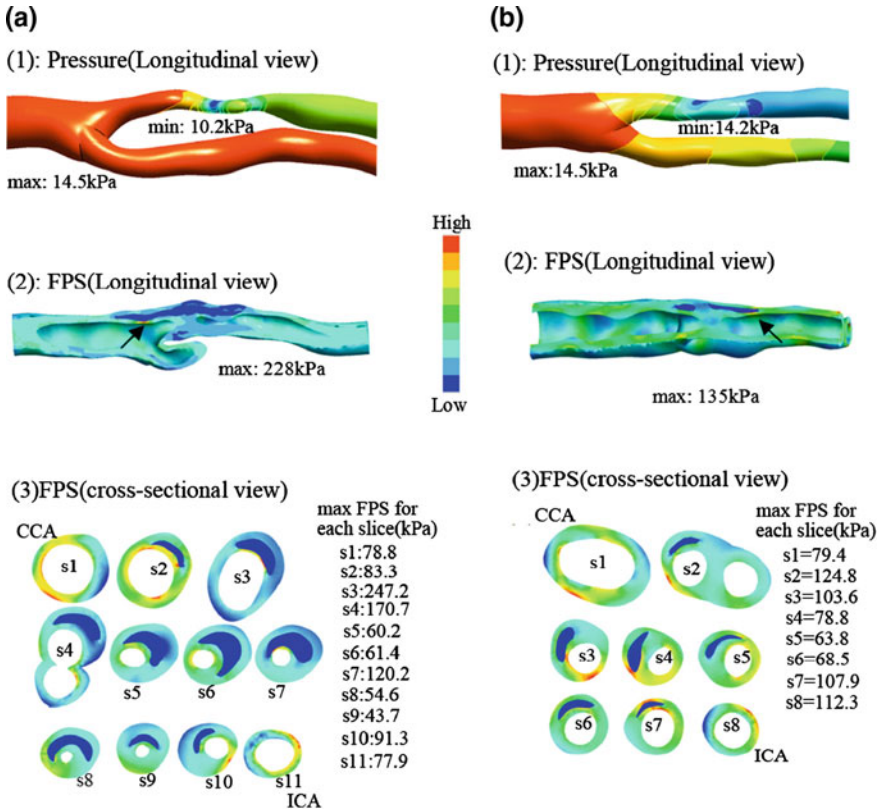 (a)
(1): Pressure(Longitudinal view)
min: 10.2kPa
max: 14.5kPa
(2): FPS(Longitudinal view)
max: 228kPa
(3)FPS(cross-sectional view)
CCA
s1
s2
s3
s4
s5
s6
s7
s8
s9
s10
s11
ICA
max FPS for
each slice(kPa)
s1:78.8
s2:83.3
s3:247.2
s4:170.7
s5:60.2
s6:61.4
s7:120.2
s8:54.6
s9:43.7
s10:91.3
s11:77.9
High
Low
(b)
(1): Pressure(Longitudinal view)
min:14.2kPa
max:14.5kPa
(2): FPS(Longitudinal view)
max: 135kPa
(3)FPS(cross-sectional view)
CCA
s1
s2
s3
s4
s5
s6
s7
s8
ICA
max FPS for
each slice(kPa)
s1=79.4
s2=124.8
s3=103.6
s4=78.8
s5=63.8
s6=68.5
s7=107.9
s8=112.3